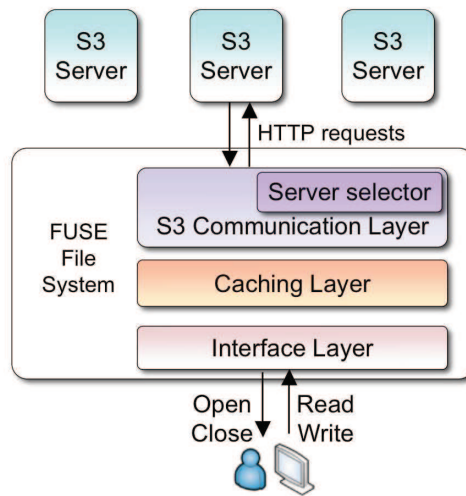 S3
Server
S3
Server
S3
Server
HTTP requests
FUSE
File
System
Server selector
S3 Communication Layer
Caching Layer
Interface Layer
Open
Close
Read
Write